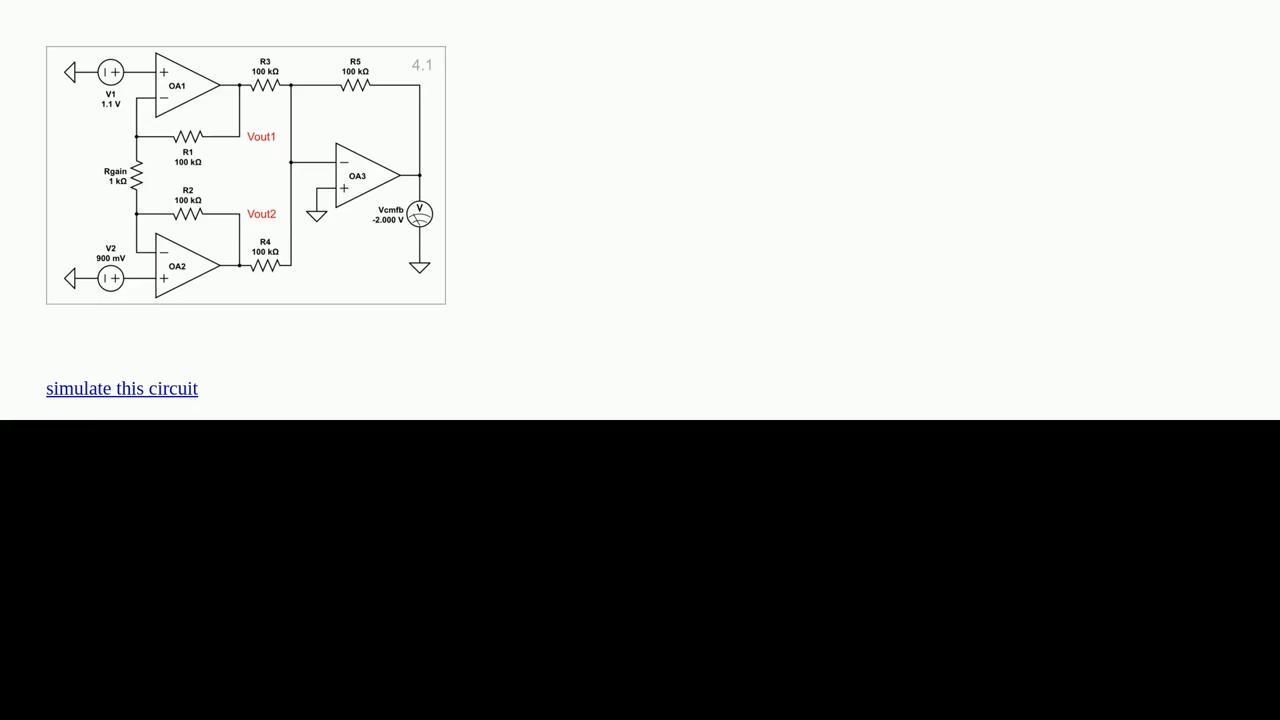 4.1
R3
100 kΩ
R5
100 kΩ
OA1
V1
1.1 V
Vout1
R1
100 kΩ
Rgain
1 kΩ
OA3
R2
100 kΩ
Vout2
Vcmfb
-2.000 V
V
R4
100 kΩ
V2
900 mV
OA2
simulate this circuit